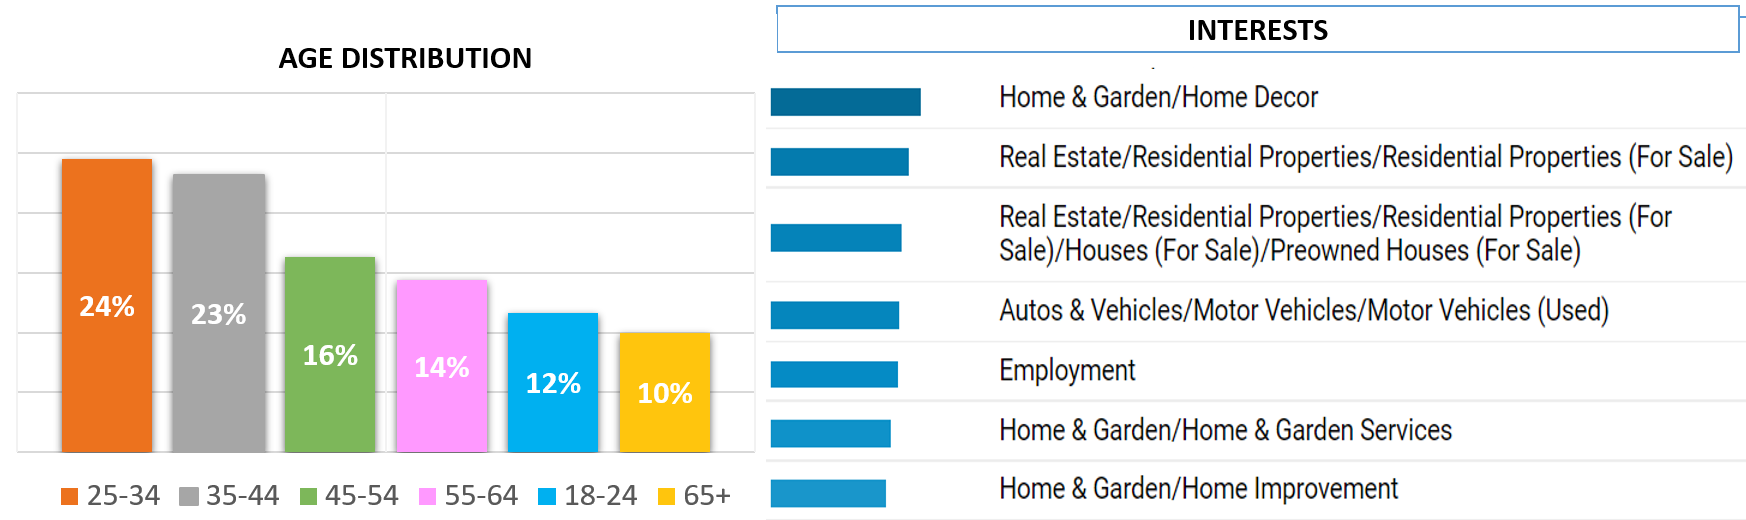 AGE DISTRIBUTION
24%
23%
16%
14%
12%
10%
25-34 35-44 45-54 55-64 18-24 65+
INTERESTS
Home & Garden/Home Decor
Real Estate/Residential Properties/Residential Properties (For Sale)
Real Estate/Residential Properties/Residential Properties (For
Sale)/Houses (For Sale)/Preowned Houses (For Sale)
Autos & Vehicles/Motor Vehicles/Motor Vehicles (Used)
Employment
Home & Garden/Home & Garden Services
Home & Garden/Home Improvement